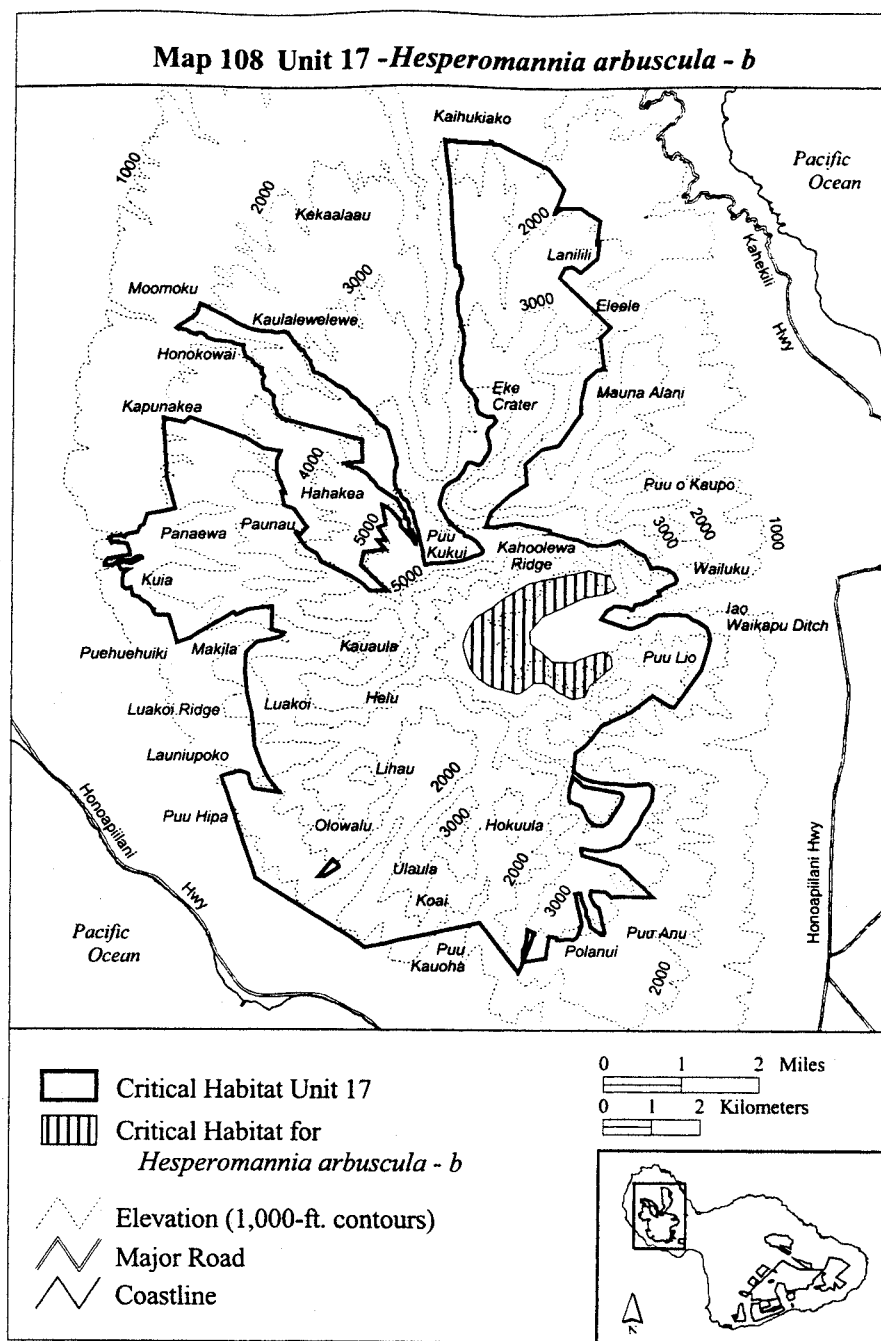 Map 108 Unit 17 -Hesperomannia arbuscula - b
Kaihukiako
Pacific
Ocean
1000
2000
Kekaalaau
2000
Kahekili
Hwy
Lanilili
3000
Moomoku
3000
Eleele
Kaulalewelewe
Honokowai
Kapunakea
Eke
Crater
Mauna Alani
4000
Hahakea
Puu o Kaupo
Panaewa
Paunau
5000
Puu
Kukui
Kahoolewa
Ridge
3000
2000
1000
Wailuku
Kuia
5000
Iao
Waikapu Ditch
Puehuehuiki
Makila
Kauaula
Puu Lio
Luakoi Ridge
Luakoi
Helu
Launiupoko
Lihau
2000
Puu Hipa
Olowalu
3000
Hokuula
Honoapiilani
Hwy
Ulaula
2000
Honoapiilani Hwy
Koai
3000
Pacific
Ocean
Puu
Kauoha
Polanui
Puu Anu
2000
Critical Habitat Unit 17
Critical Habitat for
Hesperomannia arbuscula - b
Elevation (1,000-ft. contours)
Major Road
Coastline
0 1 2 Miles
0 1 2 Kilometers
N